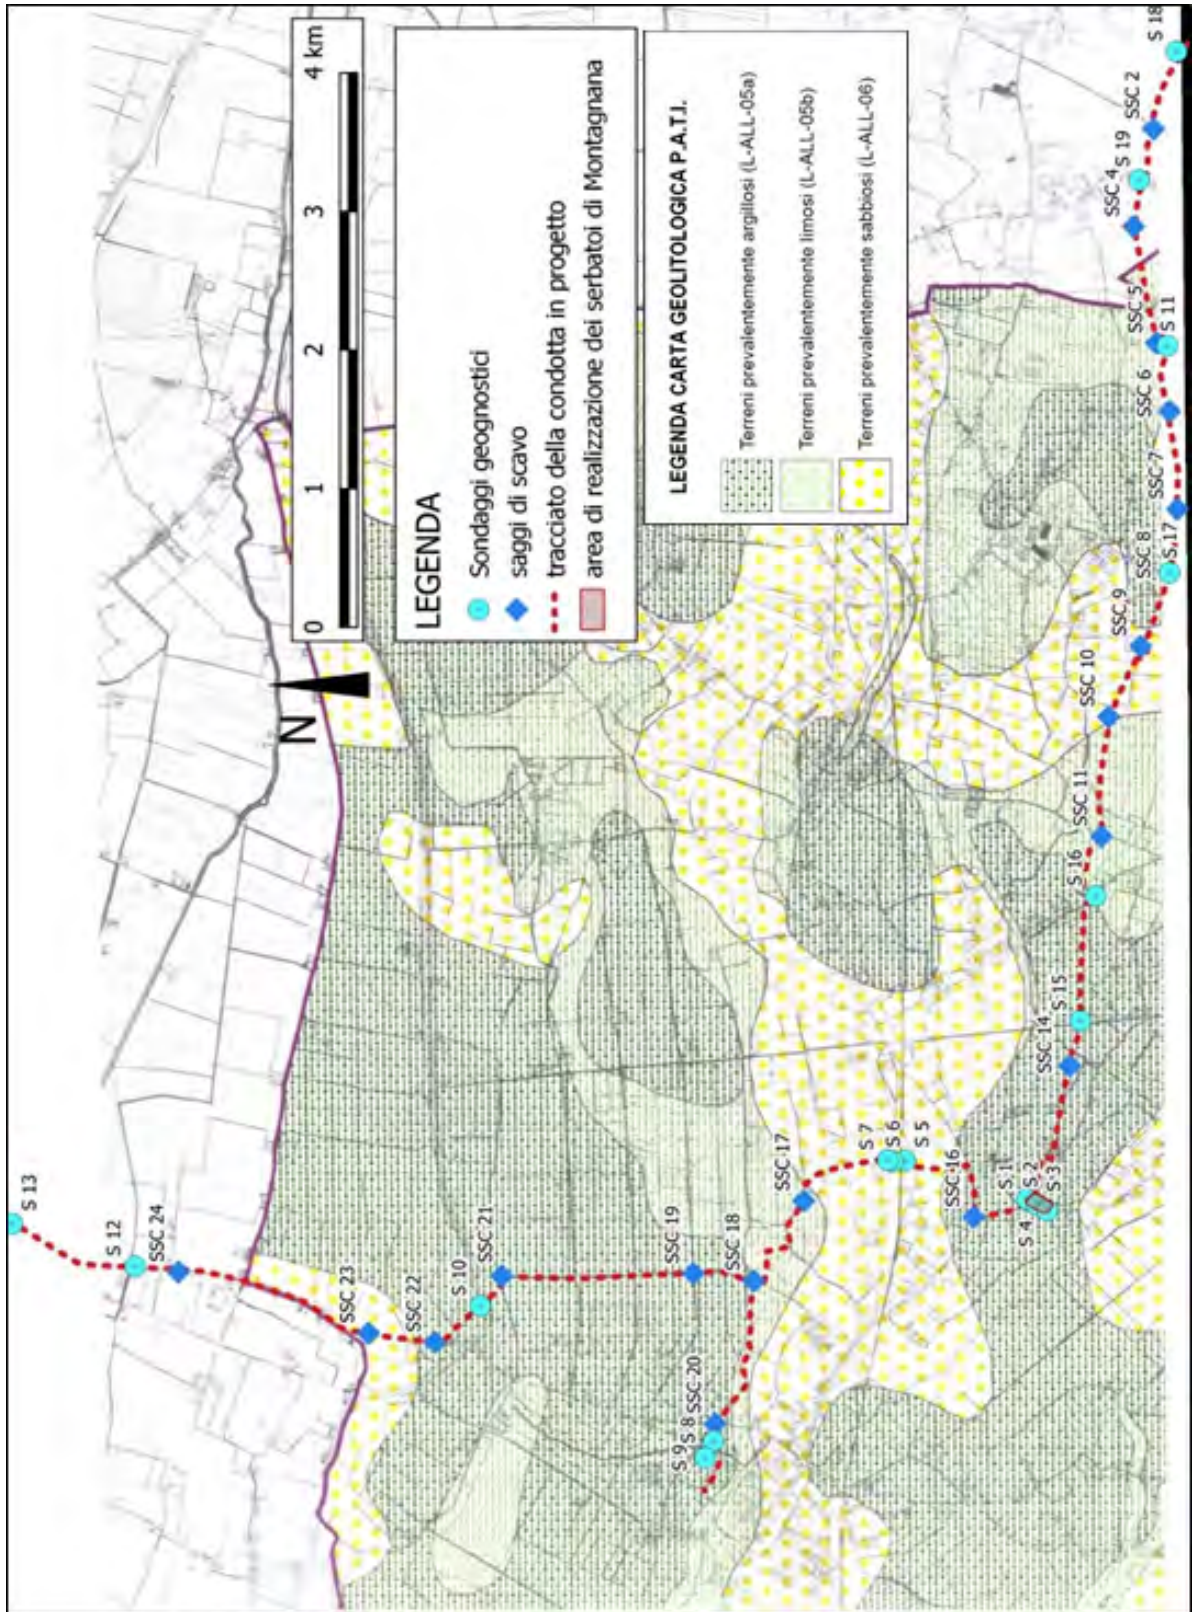 LEGENDA
Sondaggi geognostici
saggi di scavo
tracciato della condotta in progetto
area di realizzazione dei serbatoi di Montagnana
0
1
2
3
4 km
N
LEGENDA CARTA GEOLITOLOGICA P.A.T.I.
Terreni prevalentemente argillosi (L-ALL-05a)
Terreni prevalentemente limosi (L-ALL-05b)
Terreni prevalentemente sabbiosi (L-ALL-06)
S 13
S 12
SSC 24
SSC 23
SSC 22
S 10
SSC 21
SSC 19
SSC 18
SSC 20
S 8
S 9
SSC 17
S 7
S 6
S 5
SSC 16
S 1
S 2
S 3
S 4
SSC 14
S 15
S 16
SSC 11
SSC 10
SSC 9
SSC 8
S 17
SSC 7
SSC 6
S 11
SSC 5
SSC 4
S 19
SSC 2
S 18